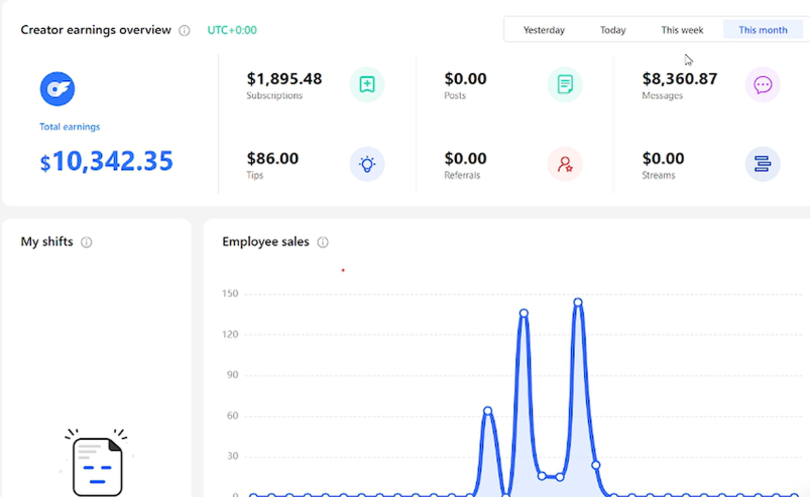 Creator earnings overview UTC+0:00 Yesterday Today This week This month
Total earnings
$10,342.35
$1,895.48
Subscriptions
$0.00
Posts
$8,360.87
Messages
$86.00
Tips
$0.00
Referrals
$0.00
Streams
My shifts
Employee sales
150
120
90
60
30
0